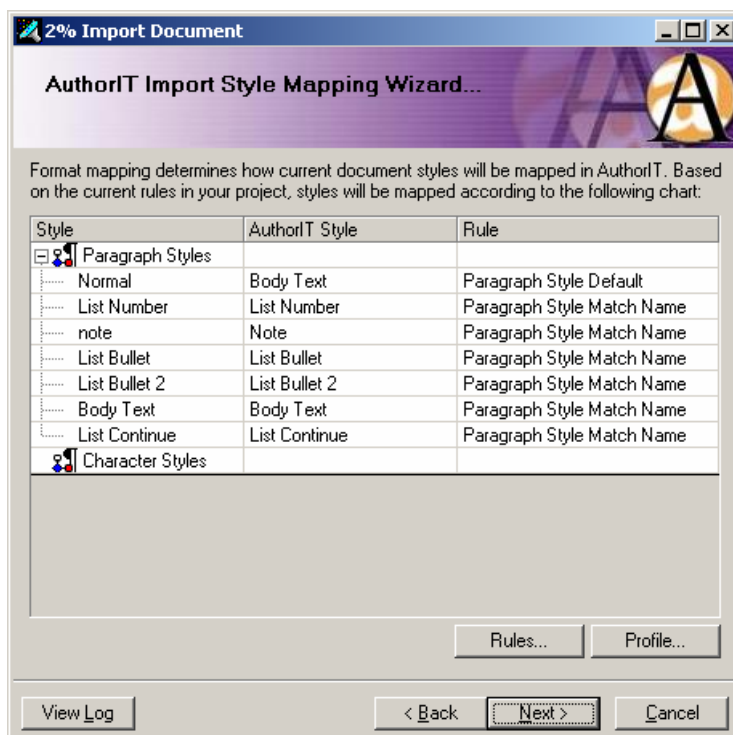 2% Import Document
AuthorIT Import Style Mapping Wizard...
Format mapping determines how current document styles will be mapped in AuthorIT. Based
on the current rules in your project, styles will be mapped according to the following chart:
Style AuthorIT Style Rule
Paragraph Styles
Normal Body Text Paragraph Style Default
List Number List Number Paragraph Style Match Name
note Note Paragraph Style Match Name
List Bullet List Bullet Paragraph Style Match Name
List Bullet 2 List Bullet 2 Paragraph Style Match Name
Body Text Body Text Paragraph Style Match Name
List Continue List Continue Paragraph Style Match Name
Character Styles
Rules... Profile...
View Log < Back Next > Cancel